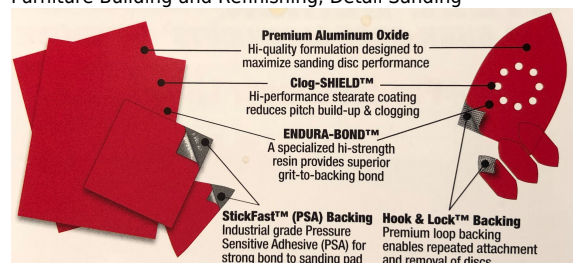 Furniture Building and Refinishing, Detail Sanding
Premium Aluminum Oxide
Hi-quality formulation designed to
maximize sanding disc performance
Clog-SHIELD™
Hi-performance stearate coating
reduces pitch build-up & clogging
ENDURA-BOND™
A specialized hi-strength
resin provides superior
grit-to-backing bond
StickFast™ (PSA) Backing
Industrial grade Pressure
Sensitive Adhesive (PSA) for
strong bond to sanding pad
Hook & Lock™ Backing
Premium loop backing
enables repeated attachment
and removal of discs